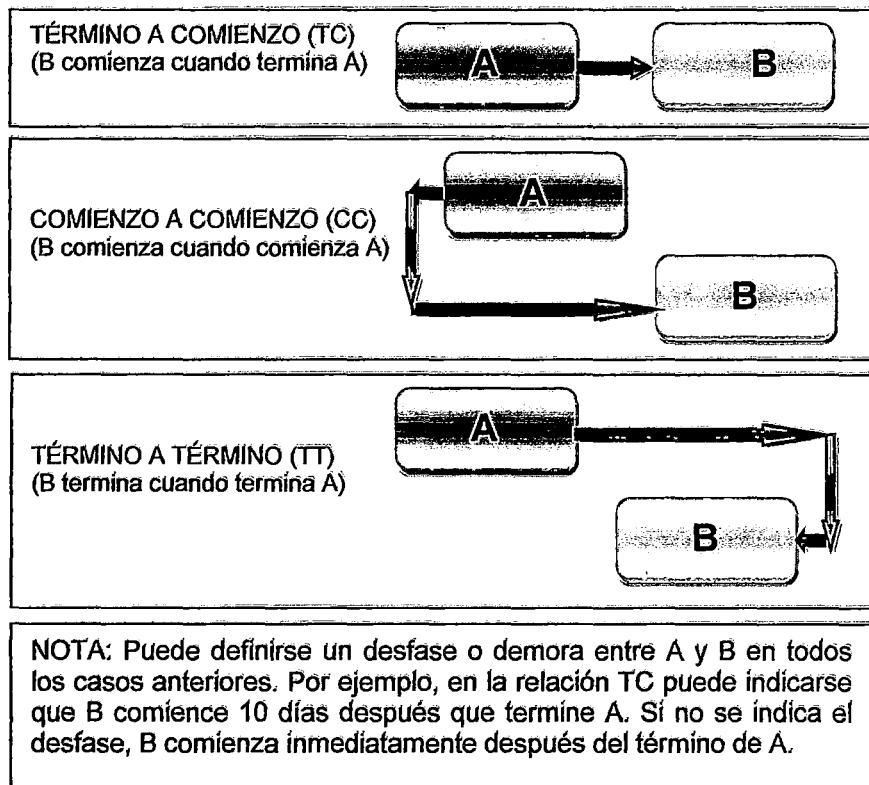 TÉRMINO A COMIENZO (TC)
(B comienza cuando termina A)
A
B
COMIENZO A COMIENZO (CC)
(B comienza cuando comienza A)
A
B
TÉRMINO A TÉRMINO (TT)
(B termina cuando termina A)
A
B
NOTA: Puede definirse un desfase o demora entre A y B en todos
los casos anteriores. Por ejemplo, en la relación TC puede indicarse
que B comience 10 días después que termine A. Si no se indica el
desfase, B comienza inmediatamente después del término de A.